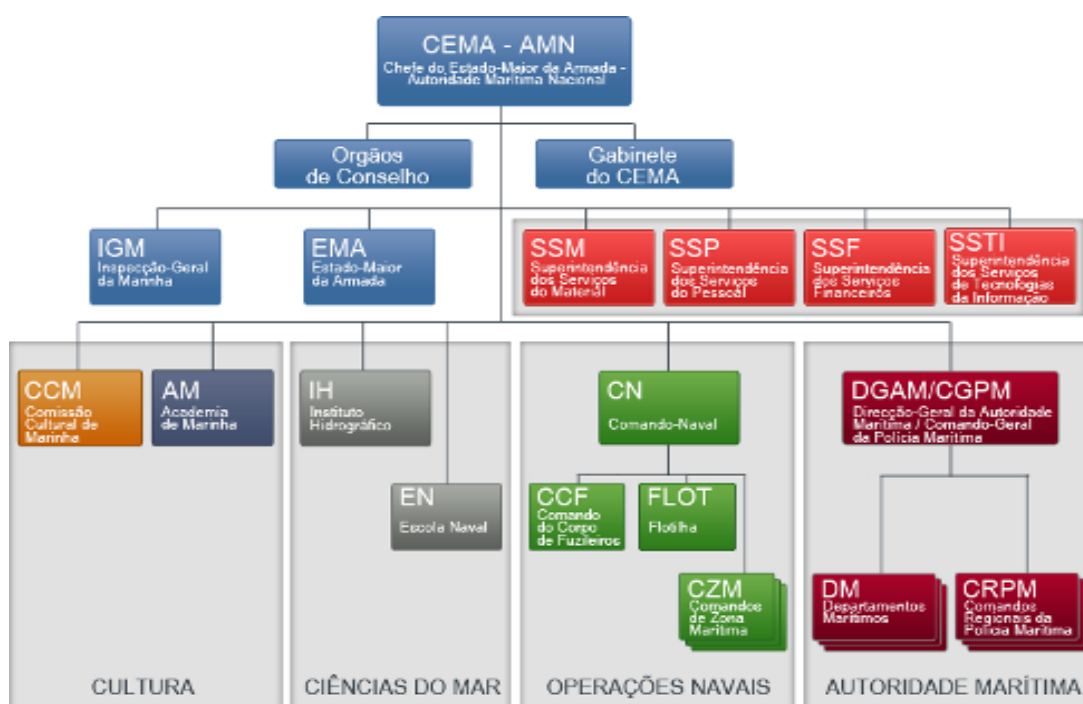 CEMA - AMN
Chefe do Estado-Maior da Armada -
Autoridade Marítima Nacional
Orgãos
de Conselho
Gabinete
do CEMA
IGM
Inspecção-Geral
da Marinha
EMA
Estado-Maior
da Armada
SSM
Superintendência
dos Serviços
do Material
SSP
Superintendência
dos Serviços
do Pessoal
SSF
Superintendência
dos Serviços
Financeiros
SSTI
Superintendência
dos Serviços
de Tecnologias
da Informação
CCM
Comissão
Cultural de
Marinha
AM
Academia
de Marinha
IH
Instituto
Hidrográfico
EN
Escola Naval
CN
Comando-Naval
CCF
Comando
do Corpo
de Fuzileiros
FLOT
Flotilha
CZM
Comandos
de Zona
Marítima
DGAM/CGPM
Direcção-Geral da Autoridade
Marítima / Comando-Geral
da Polícia Marítima
DM
Departamentos
Marítimos
CRPM
Comandos
Regionais da
Polícia Marítima
CULTURA
CIÊNCIAS DO MAR
OPERAÇÕES NAVAIS
AUTORIDADE MARÍTIMA